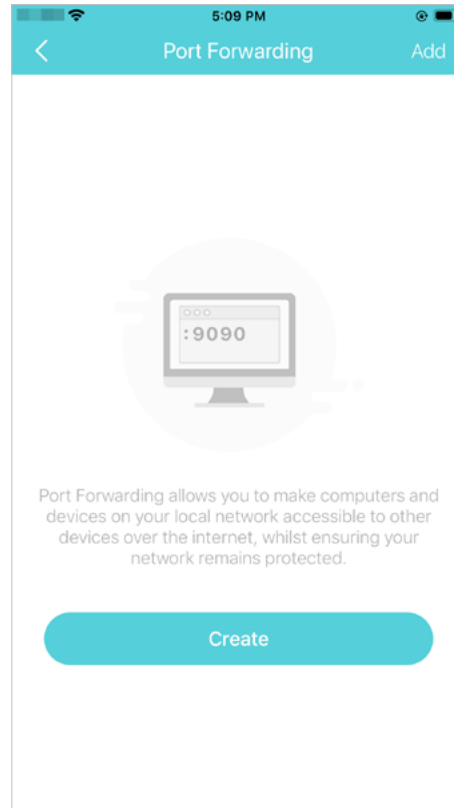 5:09 PM
Port Forwarding
Add
:9090
Port Forwarding allows you to make computers and
devices on your local network accessible to other
devices over the internet, whilst ensuring your
network remains protected.
Create